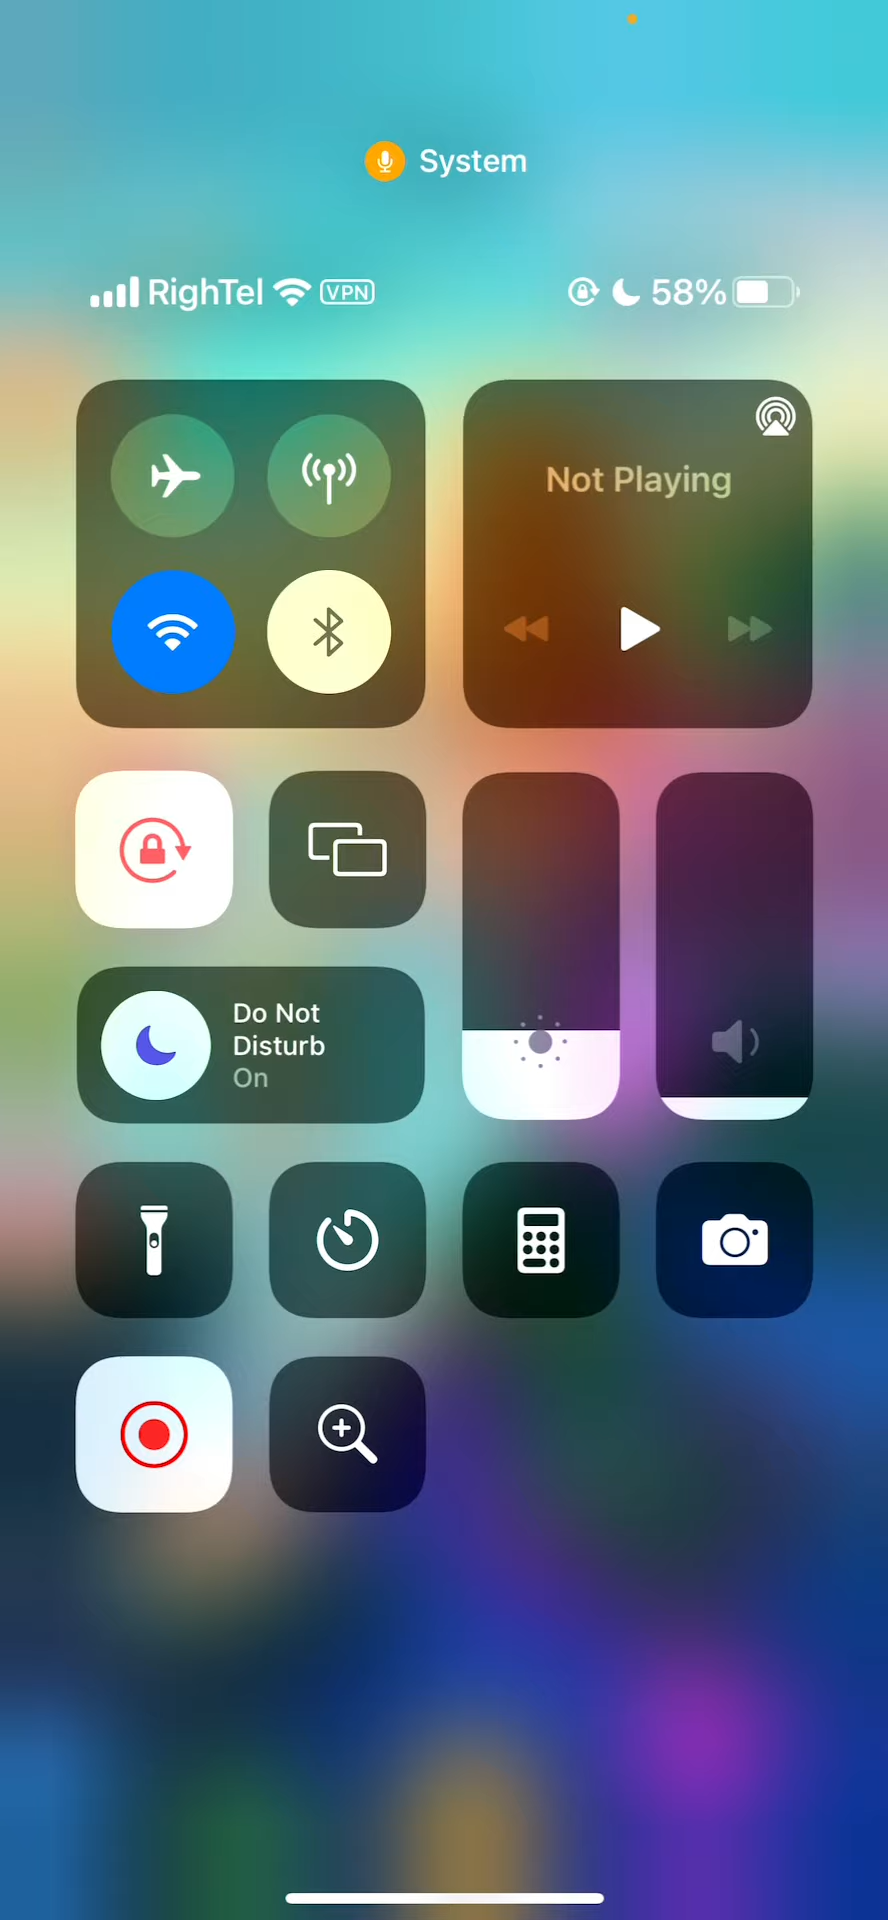 System
RighTel VPN 58%
Not Playing
Do Not
Disturb
On